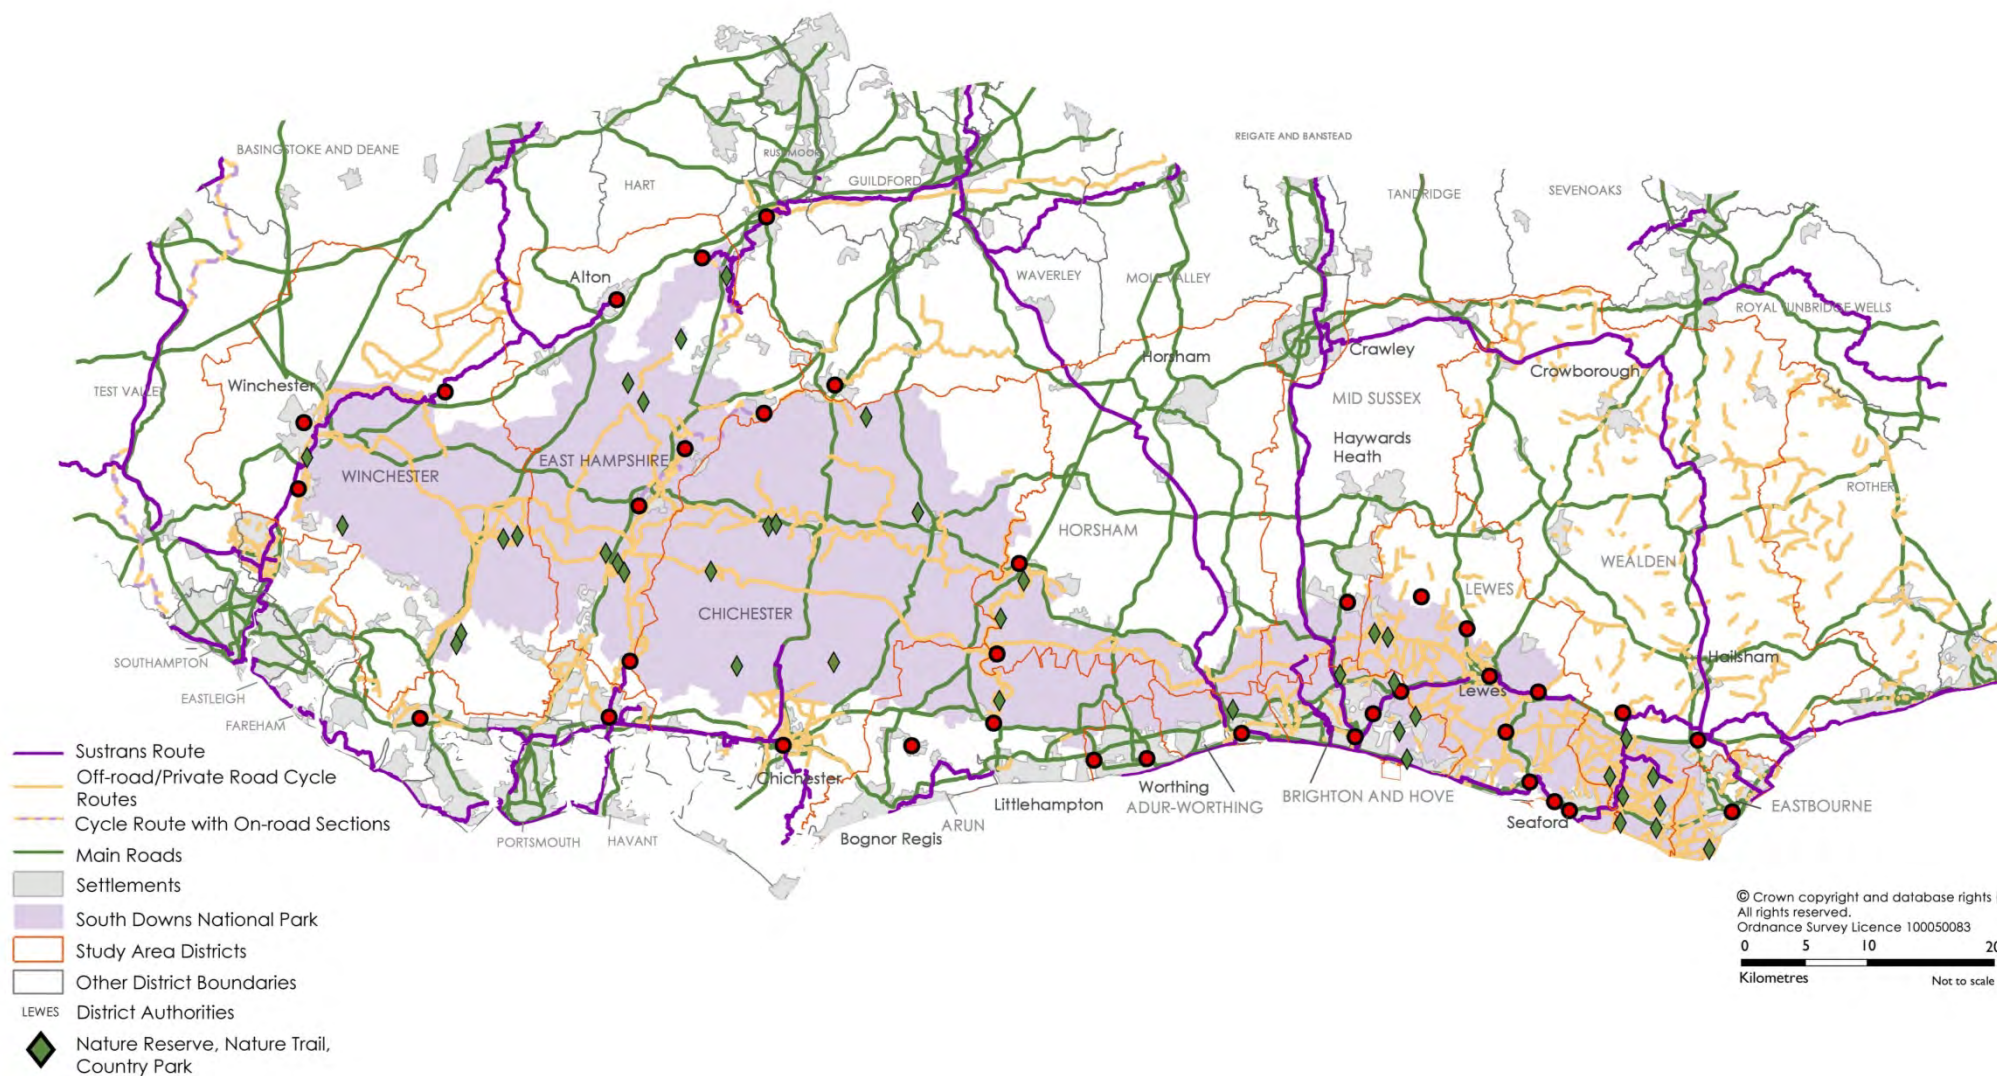 REIGATE AND BANSTEAD
BASINGSTOKE AND DEANE
RUSHMOOR
HART
GUILDFORD
TANDRIDGE
SEVENOAKS
Alton
WAVERLEY
MOLE VALLEY
ROYAL TUNBRIDGE WELLS
Horsham
Crawley
Crowborough
TEST VALLEY
Winchester
MID SUSSEX
Haywards
Heath
EAST HAMPSHIRE
WINCHESTER
ROTHER
HORSHAM
WEALDEN
LEWES
CHICHESTER
SOUTHAMPTON
Hailsham
EASTLEIGH
Lewes
FAREHAM
Chichester
Worthing
Littlehampton
ADUR-WORTHING
BRIGHTON AND HOVE
EASTBOURNE
Seaford
ARUN
Bognor Regis
PORTSMOUTH
HAVANT
Sustrans Route
Off-road/Private Road Cycle
Routes
Cycle Route with On-road Sections
Main Roads
Settlements
South Downs National Park
Study Area Districts
Other District Boundaries
LEWES District Authorities
Nature Reserve, Nature Trail,
Country Park
© Crown copyright and database rights
All rights reserved.
Ordnance Survey Licence 100050083
0 5 10 20
Kilometres Not to scale